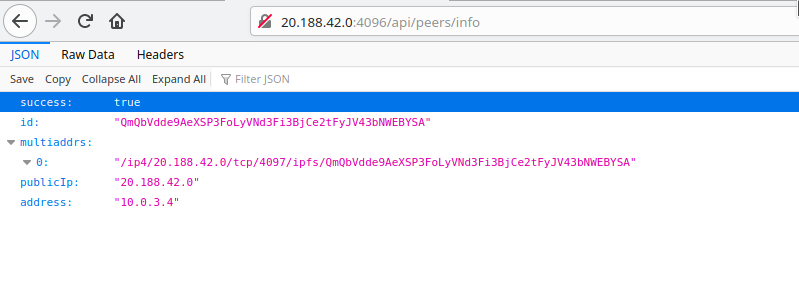 20.188.42.0:4096/api/peers/info
JSON Raw Data Headers
Save Copy Collapse All Expand All Filter JSON
success: true
id: "QmQbVdde9AeXSP3FoLyVNd3Fi3BjCe2tFyJV43bNWEBYSA"
multiaddrs:
0: "/ip4/20.188.42.0/tcp/4097/ipfs/QmQbVdde9AeXSP3FoLyVNd3Fi3BjCe2tFyJV43bNWEBYSA"
publicIp: "20.188.42.0"
address: "10.0.3.4"